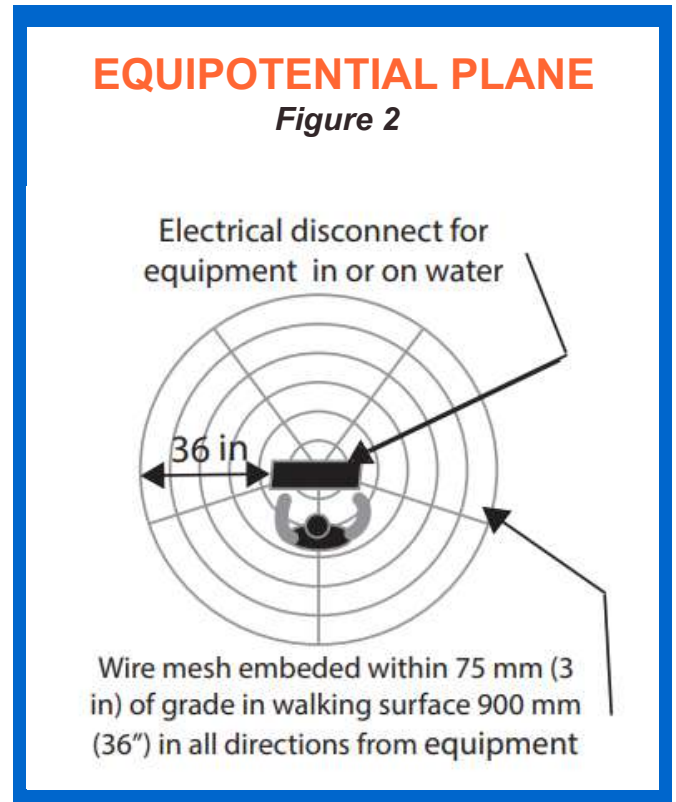 EQUIPOTENTIAL PLANE
Figure 2
Electrical disconnect for
equipment in or on water
36 in
Wire mesh embeded within 75 mm (3
in) of grade in walking surface 900 mm
(36") in all directions from equipment